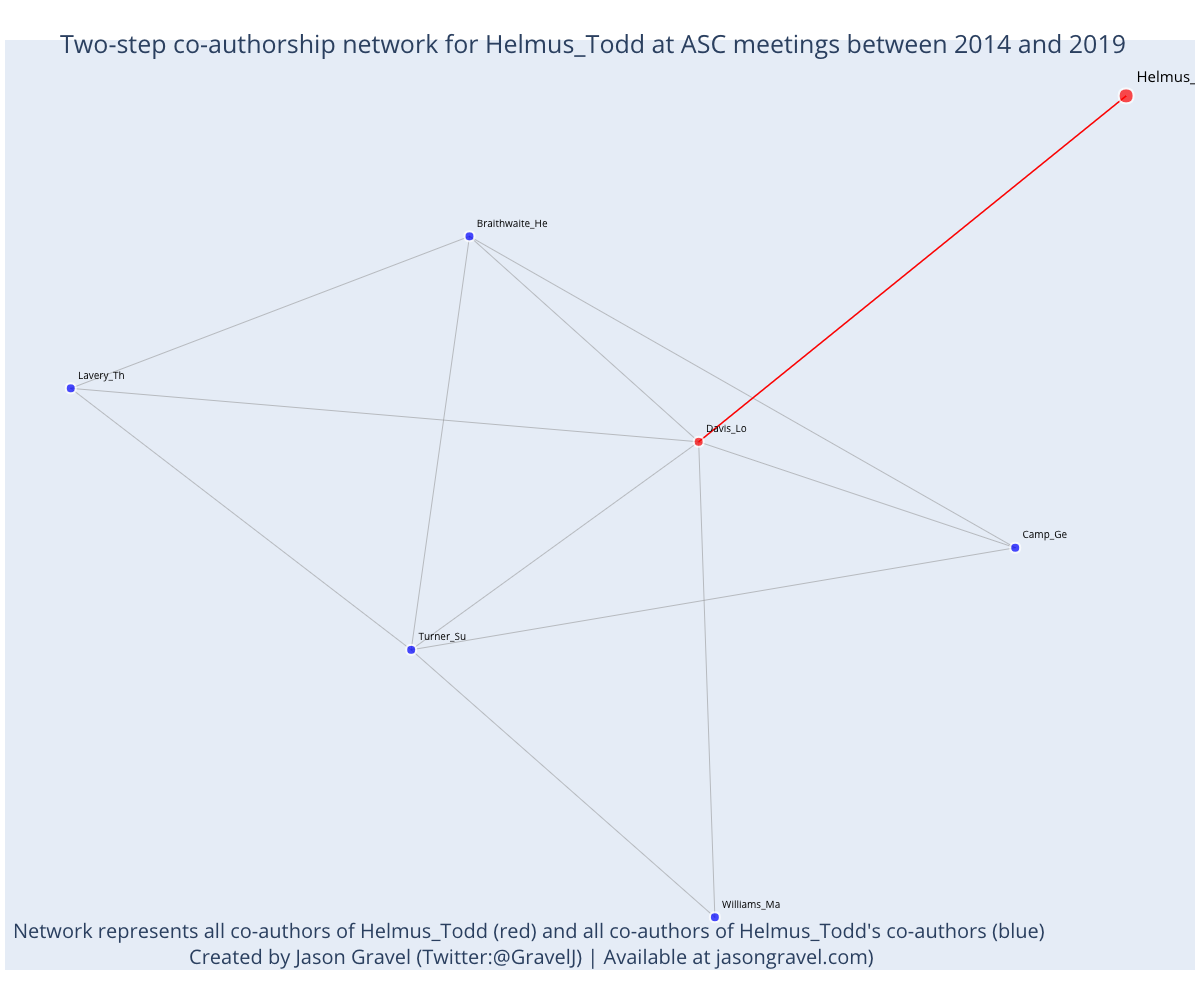 Two-step co-authorship network for Helmus_Todd at ASC meetings between 2014 and 2019
Helmus_
Braithwaite_He
Lavery_Th
Davis_Lo
Camp_Ge
Turner_Su
Williams_Ma
Network represents all co-authors of Helmus_Todd (red) and all co-authors of Helmus_Todd's co-authors (blue)
Created by Jason Gravel (Twitter:@GravelJ) | Available at jasongravel.com)